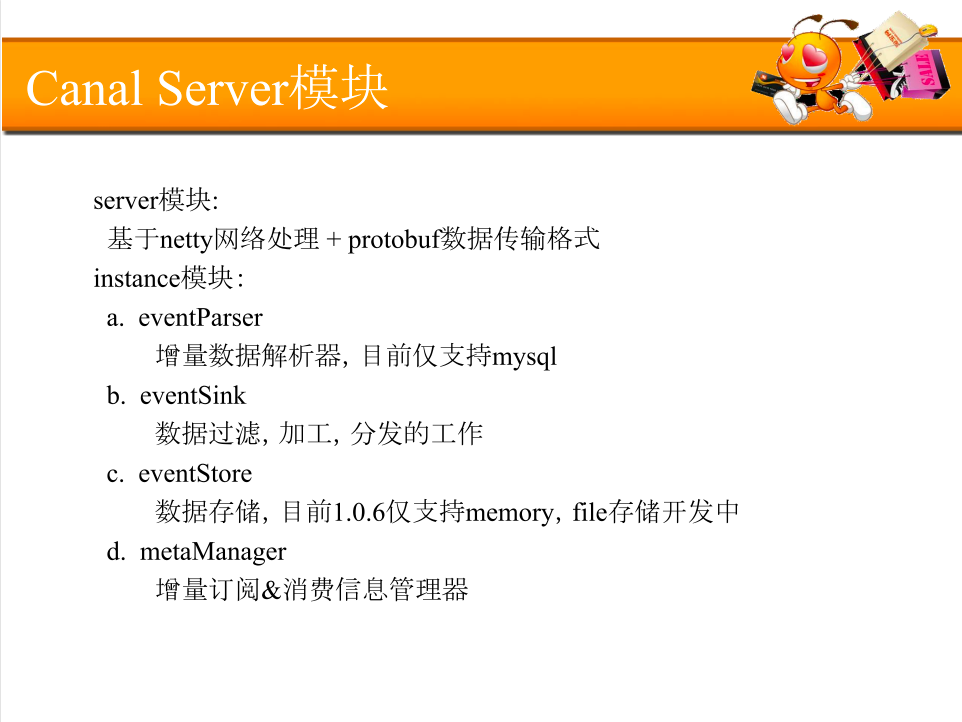 Canal Server模块
SALE
server模块:
基于netty网络处理 + protobuf数据传输格式
instance模块:
a. eventParser
增量数据解析器, 目前仅支持mysql
b. eventSink
数据过滤, 加工, 分发的工作
c. eventStore
数据存储, 目前1.0.6仅支持memory, file存储开发中
d. metaManager
增量订阅&消费信息管理器